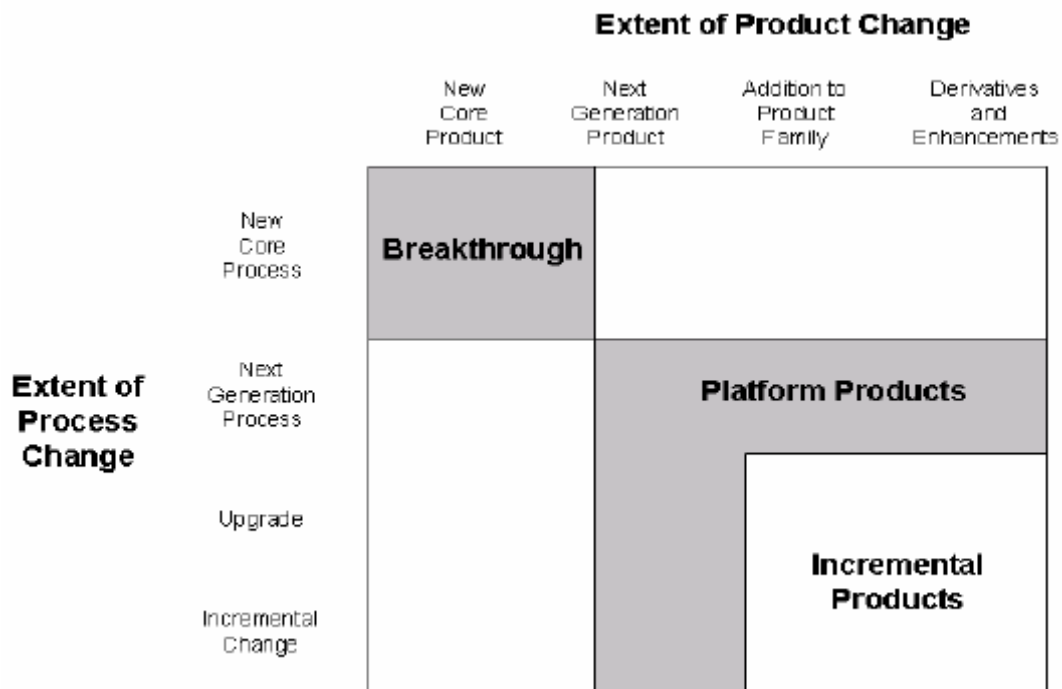 Extent of Product Change
New
Core
Product
Next
Generation
Product
Addition to
Product
Family
Derivatives
and
Enhancements
New
Core
Process
Breakthrough
Extent of
Process
Change
Next
Generation
Process
Platform Products
Upgrade
Incremental
Products
Incremental
Change